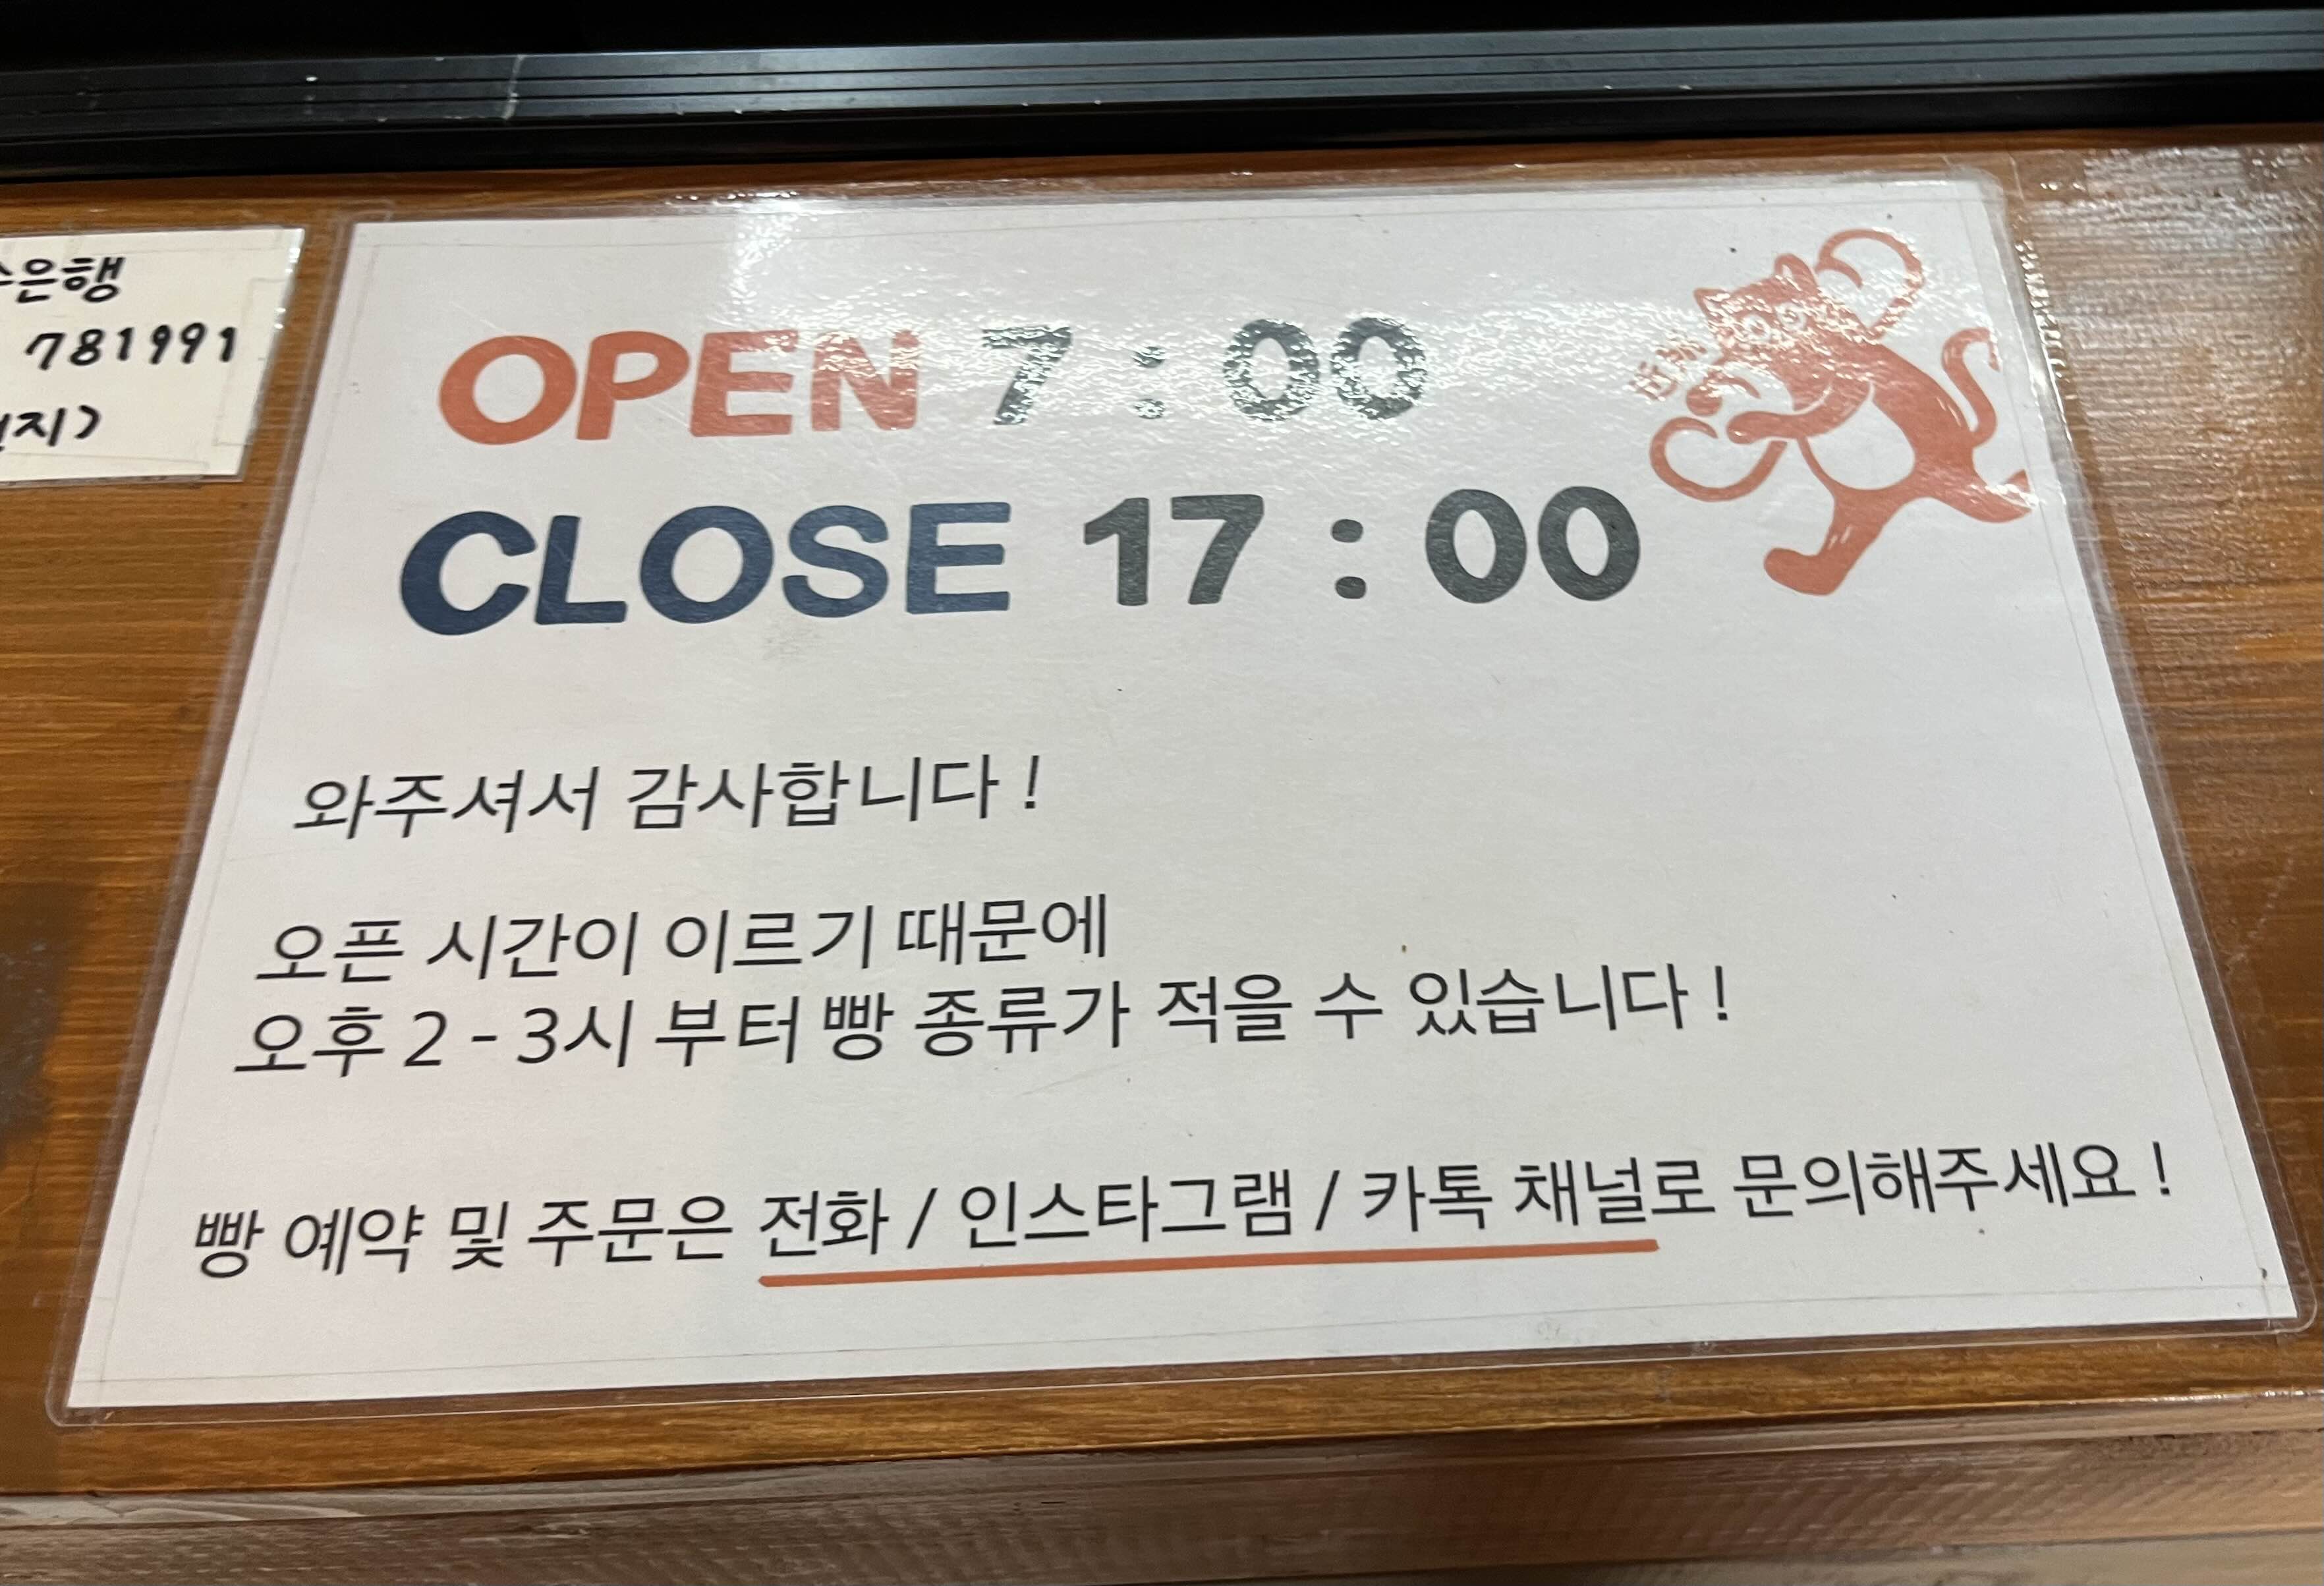 은행
781991
지)
OPEN 7 : 00
CLOSE 17 : 00
와주셔서 감사합니다 !
오픈 시간이 이르기 때문에
오후 2 - 3시 부터 빵 종류가 적을 수 있습니다 !
빵 예약 및 주문은 전화 / 인스타그램 / 카톡 채널로 문의해주세요 !